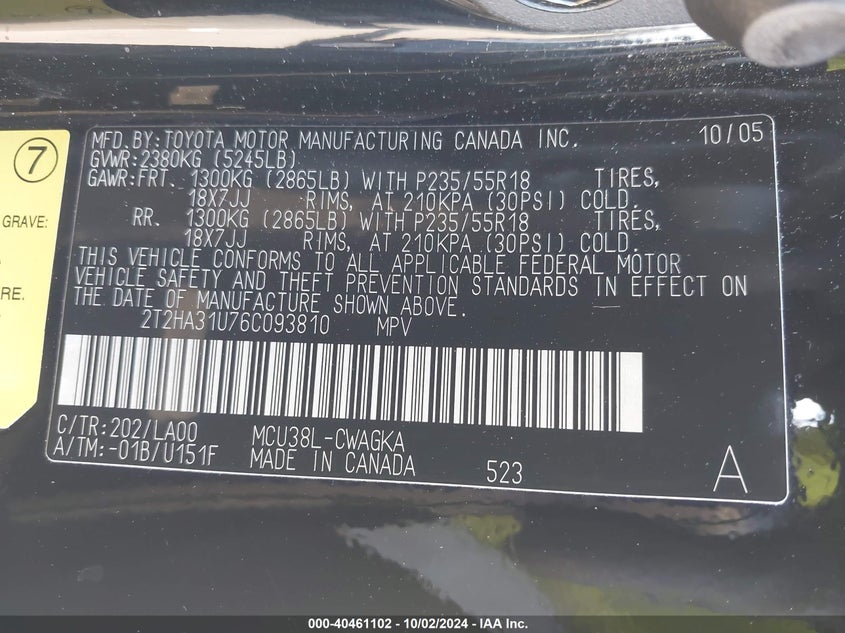 7
GRAVE:
RE.
MFD.BY:TOYOTA MOTOR MANUFACTURING CANADA INC. 10/05
GVWR:2380KG (5245LB)
GAWR:FRT. 1300KG (2865LB) WITH P235/55R18 TIRES,
18X7JJ RIMS, AT 210KPA (30PSI) COLD.
RR. 1300KG (2865LB) WITH P235/55R18 TIRES,
18X7JJ RIMS, AT 210KPA (30PSI) COLD.
THIS VEHICLE CONFORMS TO ALL APPLICABLE FEDERAL MOTOR
VEHICLE SAFETY AND THEFT PREVENTION STANDARDS IN EFFECT ON
THE DATE OF MANUFACTURE SHOWN ABOVE.
2T2HA31U76C093810 MPV
C/TR:202/LA00 MCU38L-CWAGKA
A/TM:-01B/U151F MADE IN CANADA 523 A
000-40461102 - 10/02/2024 - IAA Inc.